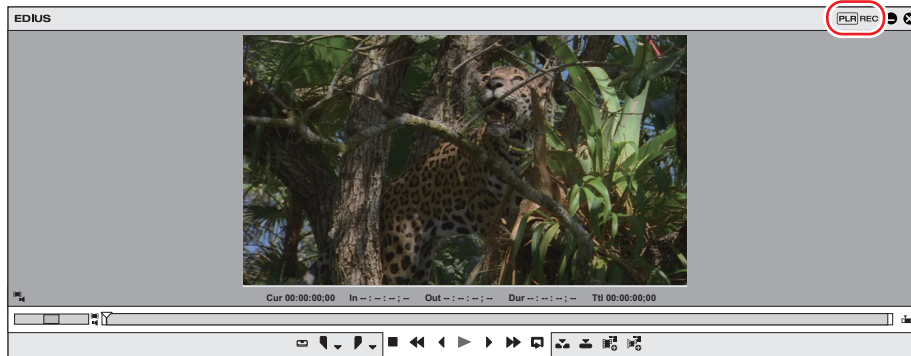 EDIUS
PLR REC
Cur 00:00:00;00 In -- : -- : -- ; -- Out -- : -- : -- ; -- Dur -- : -- : -- ; -- Ttl 00:00:00;00